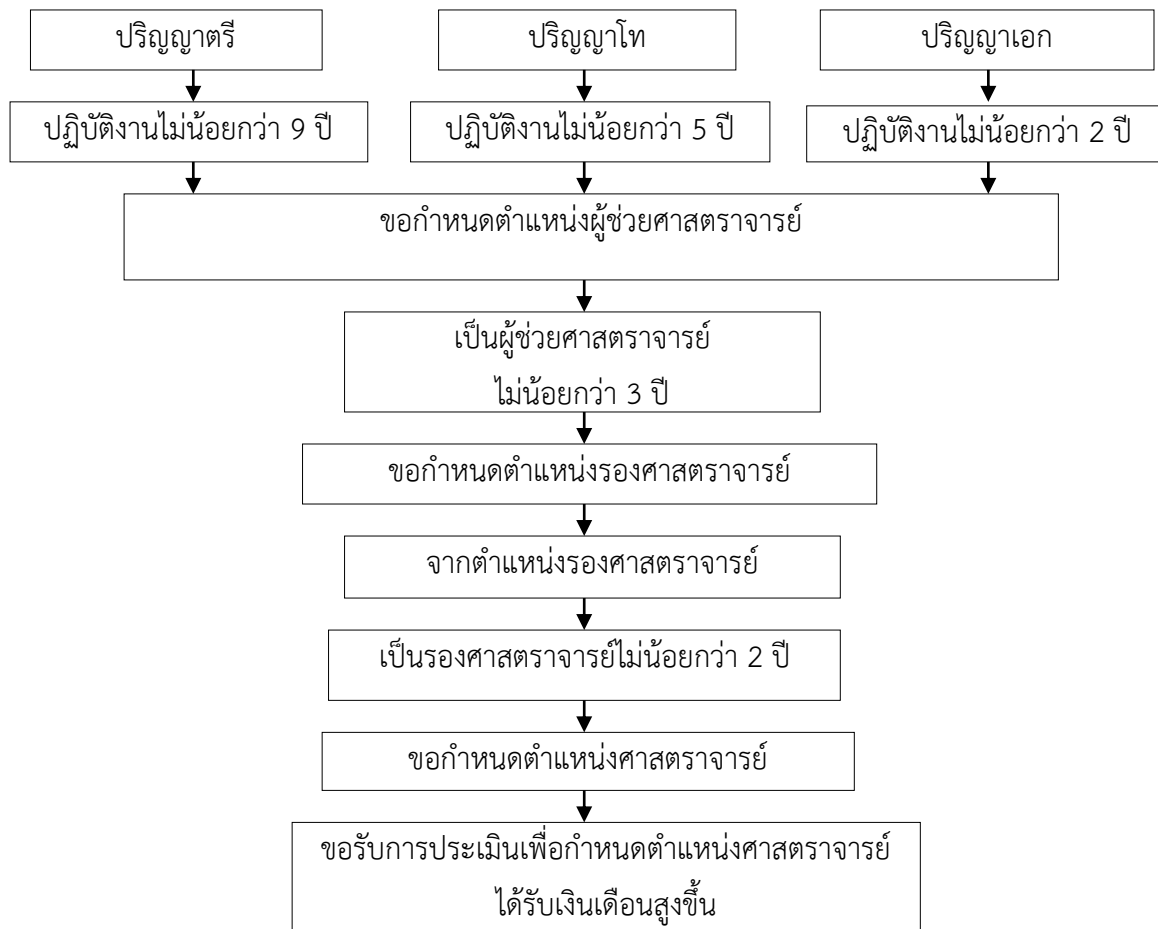 ปริญญาตรี
ปริญญาโท
ปริญญาเอก
ปฏิบัติงานไม่น้อยกว่า 9 ปี
ปฏิบัติงานไม่น้อยกว่า 5 ปี
ปฏิบัติงานไม่น้อยกว่า 2 ปี
ขอกำหนดตำแหน่งผู้ช่วยศาสตราจารย์
เป็นผู้ช่วยศาสตราจารย์
ไม่น้อยกว่า 3 ปี
ขอกำหนดตำแหน่งรองศาสตราจารย์
จากตำแหน่งรองศาสตราจารย์
เป็นรองศาสตราจารย์ไม่น้อยกว่า 2 ปี
ขอกำหนดตำแหน่งศาสตราจารย์
ขอรับการประเมินเพื่อกำหนดตำแหน่งศาสตราจารย์
ได้รับเงินเดือนสูงขึ้น